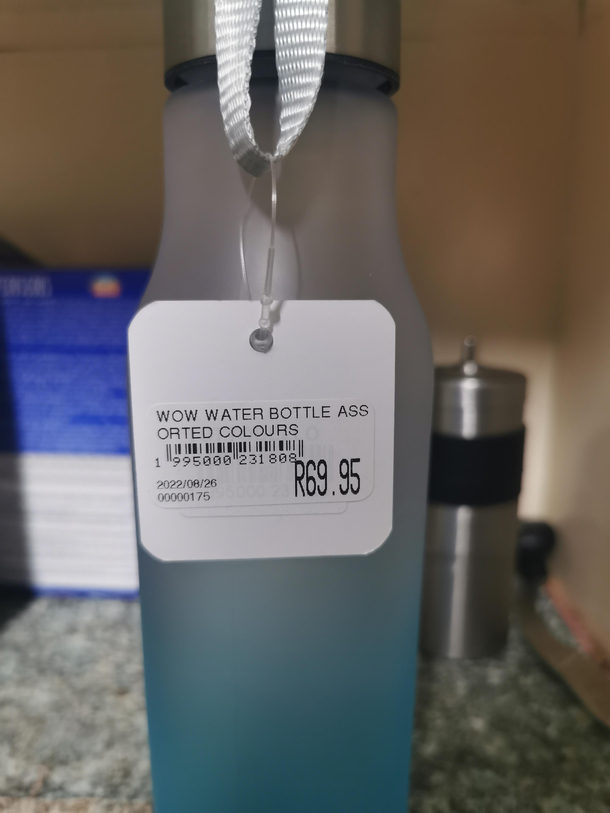 WOW WATER BOTTLE ASS
ORTED COLOURS
1 995000 231808
R69.95
2022/08/26
00000175